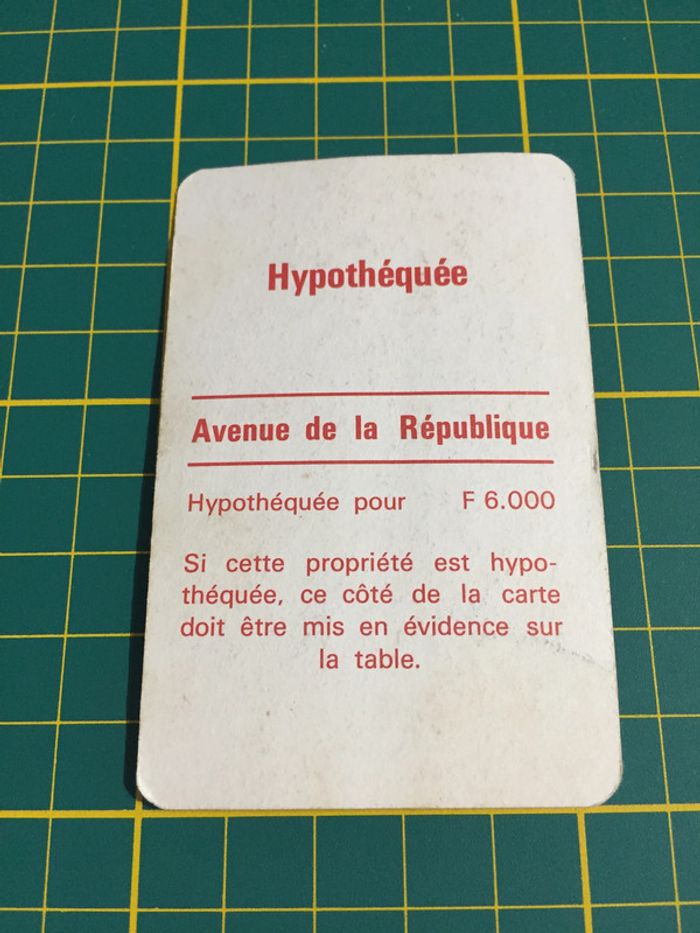 Hypothéquée
Avenue de la République
Hypothéquée pour F 6.000
Si cette propriété est hypo-
théquée, ce côté de la carte
doit être mis en évidence sur
la table.